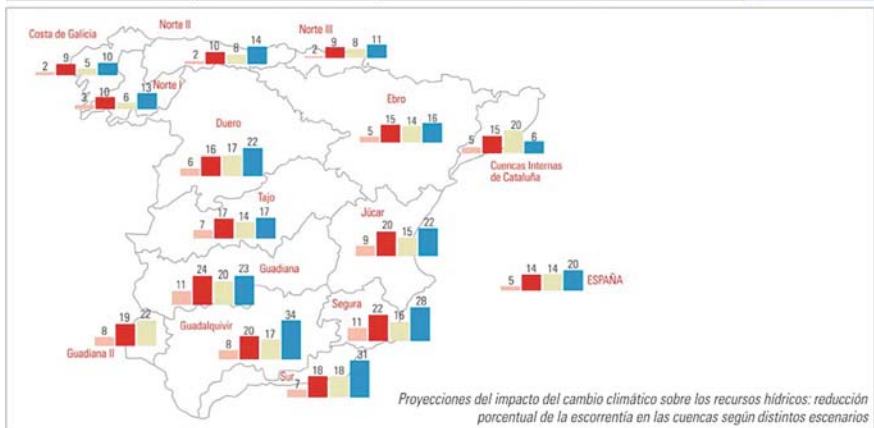 Norte II
Norte III
Costa de Galicia
2 9 5 10
2 10 8 14
2 9 8 11
Norte I
3 10 6 13
Ebro
5 15 14 16
5 15 20 6
Cuencas Internas
de Cataluña
Duero
6 16 17 22
Tajo
7 17 14 17
Júcar
9 20 15 22
Guadiana
11 24 20 23
5 14 14 20
ESPAÑA
Segura
11 22 16 28
8 19 22
Guadiana II
Guadalquivir
8 20 17 34
Sur
7 18 18 31
Proyecciones del impacto del cambio climático sobre los recursos hídricos: reducción
porcentual de la escorrentía en las cuencas según distintos escenarios